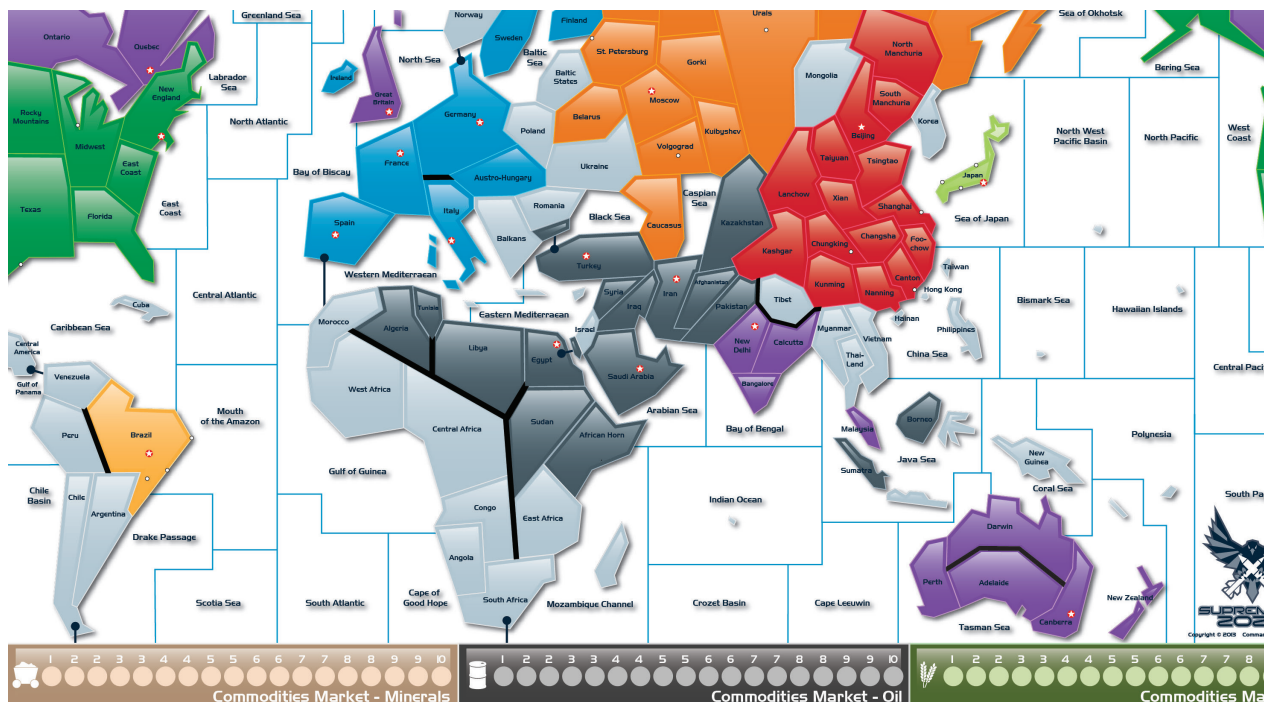 Greenland Sea
Norway
Finland
Urals
Sea of Okhotsk
Ontario
Quebec
Sweden
Baltic
Sea
St. Petersburg
North
Manchuria
North Sea
Gorki
Bering Sea
Labrador
Sea
Ireland
Baltic
States
Mongolia
New
England
Great
Britain
Moscow
South
Manchuria
Rocky
Mountains
North Atlantic
Germany
Belarus
Kuibyshev
Korea
North West
Pacific Basin
North Pacific
West
Coast
Poland
Beijing
Midwest
Volgograd
France
Ukraine
Taiyuan
Tsingtao
East
Coast
Bay of Biscay
Austro-Hungary
Japan
Lanchow
Caspian
Sea
Xian
Texas
East
Coast
Florida
Spain
Italy
Romania
Black Sea
Caucasus
Kazakhstan
Shanghai
Sea of Japan
Balkans
Kashgar
Chungking
Changsha
Foo-
chow
Turkey
Western Mediterraean
Iran
Afghanistan
Canton
Taiwan
Central Atlantic
Syria
Iraq
Pakistan
Tibet
Kunming
Nanning
Hong Kong
Bismark Sea
Hawaiian Islands
Cuba
Tunisia
Eastern Mediteraean
Hainan
Philippines
Caribbean Sea
Morocco
Algeria
Israel
Myanmar
Vietnam
Central
America
Libya
Egypt
New
Delhi
Calcutta
China Sea
Thai-
Land
Venezuela
Gulf of
Panama
West Africa
Saudi Arabia
Bangalore
Mouth
of the Amazon
Arabian Sea
Brazil
Peru
Central Africa
Sudan
African Horn
Bay of Bengal
Malaysia
Borneo
Polynesia
Gulf of Guinea
Sumatra
Java Sea
New
Guinea
Chile
Basin
Chile
Coral Sea
Indian Ocean
Argentina
Congo
East Africa
Darwin
Drake Passage
Angola
Perth
Adelaide
Scotia Sea
South Atlantic
Cape of
Good Hope
South Africa
Mozambique Channel
Crozet Basin
Cape Leeuwin
New Zealand
Tasman Sea
Canberra
1 2 2 3 3 4 4 5 5 6 6 7 7 8 8 9 9 10
Commodities Market - Minerals
1 2 2 3 3 4 4 5 5 6 6 7 7 8 8 9 9 10
Commodities Market - Oil
1 2 2 3 3 4 4 5 5 6 6 7 7 8